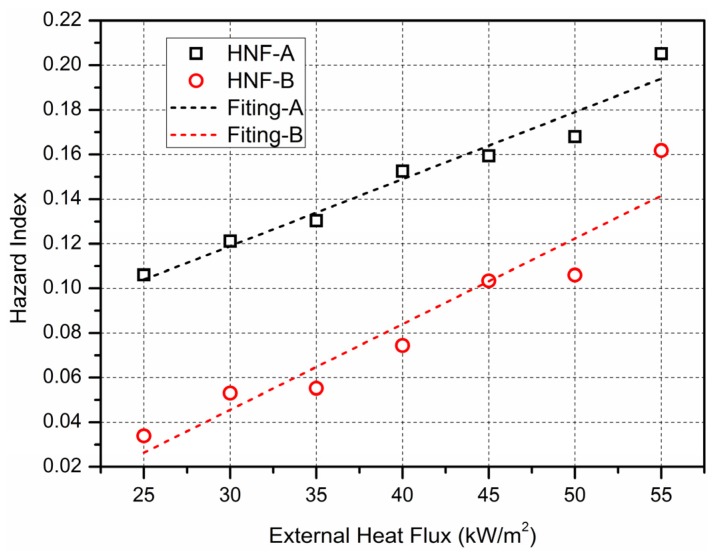 0.22
0.20
0.18
0.16
0.14
0.12
0.10
0.08
0.06
0.04
0.02
Hazard Index
HNF-A
HNF-B
Fiting-A
Fiting-B
25 30 35 40 45 50 55
External Heat Flux (kW/m²)